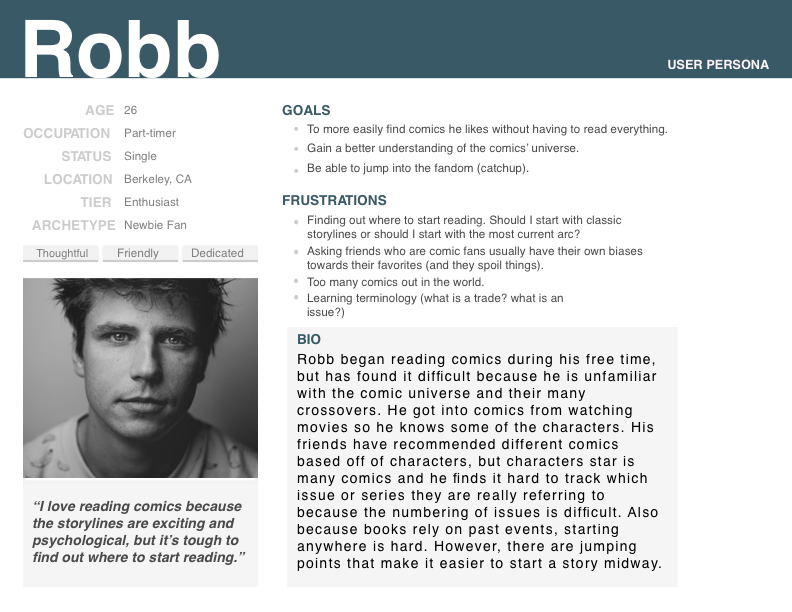 Robb
USER PERSONA
AGE 26
OCCUPATION Part-timer
STATUS Single
LOCATION Berkeley, CA
TIER Enthusiast
ARCHETYPE Newbie Fan
Thoughtful Friendly Dedicated
“I love reading comics because
the storylines are exciting and
psychological, but it’s tough to
find out where to start reading.”
GOALS
• To more easily find comics he likes without having to read everything.
• Gain a better understanding of the comics’ universe.
• Be able to jump into the fandom (catchup).
FRUSTRATIONS
• Finding out where to start reading. Should I start with classic
storylines or should I start with the most current arc?
• Asking friends who are comic fans usually have their own biases
towards their favorites (and they spoil things).
• Too many comics out in the world.
• Learning terminology (what is a trade? what is an
issue?)
BIO
Robb began reading comics during his free time,
but has found it difficult because he is unfamiliar
with the comic universe and their many
crossovers. He got into comics from watching
movies so he knows some of the characters. His
friends have recommended different comics
based off of characters, but characters star is
many comics and he finds it hard to track which
issue or series they are really referring to
because the numbering of issues is difficult. Also
because books rely on past events, starting
anywhere is hard. However, there are jumping
points that make it easier to start a story midway.